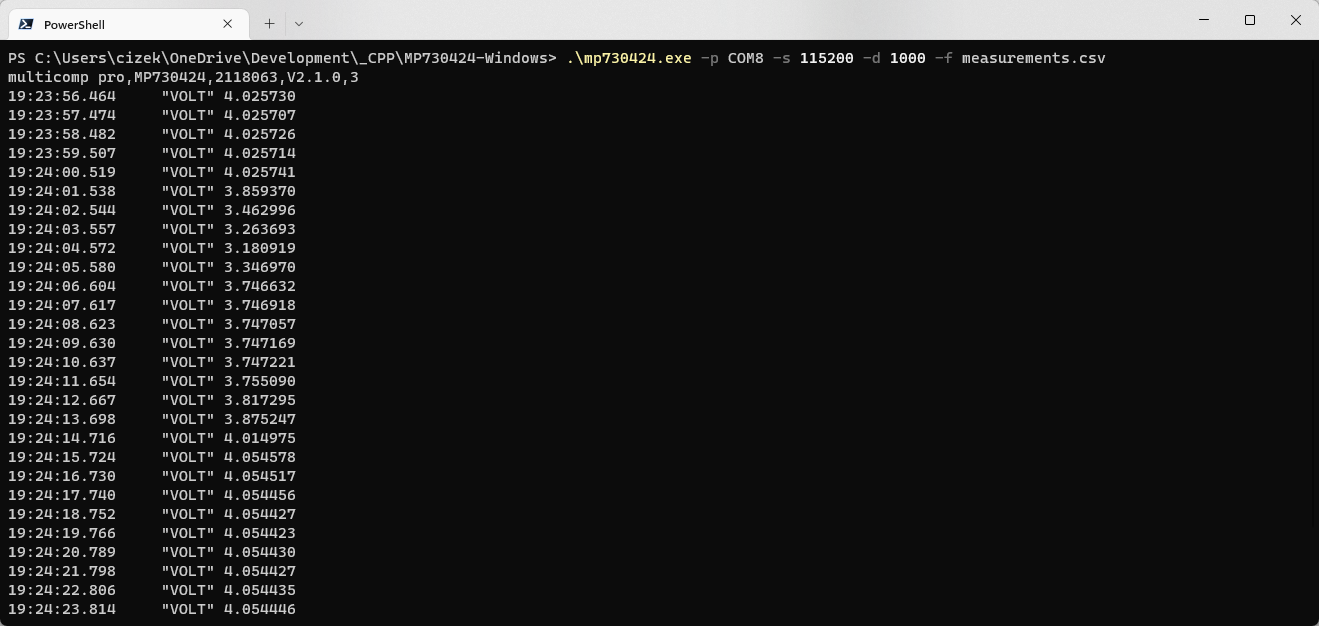 PowerShell
PS C:\Users\cizek\OneDrive\Development\_CPP\MP730424-Windows> .\mp730424.exe -p COM8 -s 115200 -d 1000 -f measurements.csv
multicomp pro,MP730424,2118063,V2.1.0,3
19:23:56.464     "VOLT" 4.025730
19:23:57.474     "VOLT" 4.025707
19:23:58.482     "VOLT" 4.025726
19:23:59.507     "VOLT" 4.025714
19:24:00.519     "VOLT" 4.025741
19:24:01.538     "VOLT" 3.859370
19:24:02.544     "VOLT" 3.462996
19:24:03.557     "VOLT" 3.263693
19:24:04.572     "VOLT" 3.180919
19:24:05.580     "VOLT" 3.346970
19:24:06.604     "VOLT" 3.746632
19:24:07.617     "VOLT" 3.746918
19:24:08.623     "VOLT" 3.747057
19:24:09.630     "VOLT" 3.747169
19:24:10.637     "VOLT" 3.747221
19:24:11.654     "VOLT" 3.755090
19:24:12.667     "VOLT" 3.817295
19:24:13.698     "VOLT" 3.875247
19:24:14.716     "VOLT" 4.014975
19:24:15.724     "VOLT" 4.054578
19:24:16.730     "VOLT" 4.054517
19:24:17.740     "VOLT" 4.054456
19:24:18.752     "VOLT" 4.054427
19:24:19.766     "VOLT" 4.054423
19:24:20.789     "VOLT" 4.054430
19:24:21.798     "VOLT" 4.054427
19:24:22.806     "VOLT" 4.054435
19:24:23.814     "VOLT" 4.054446